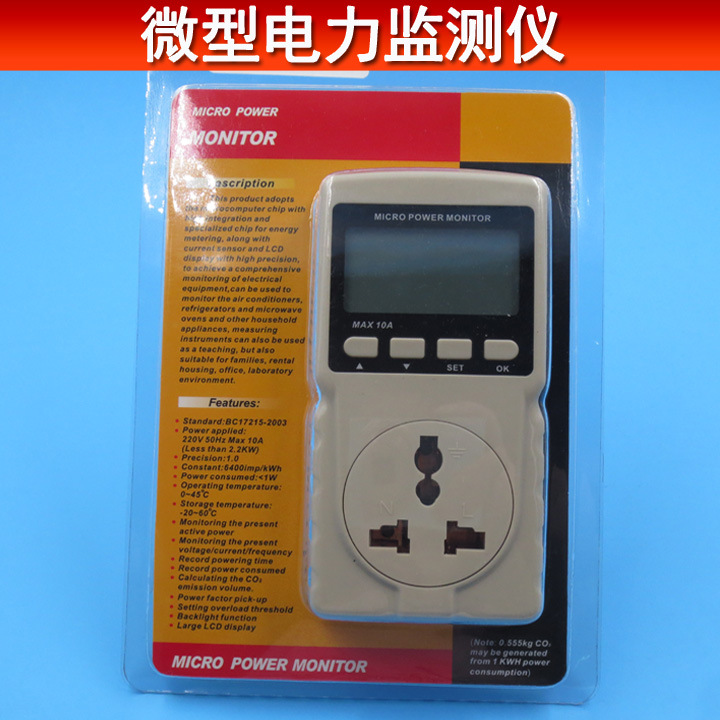 微型电力监测仪
MICRO POWER
MONITOR
Description
This product adopts
computer chip with
integration and
specialized chip for energy
metering, along with
current sensor and LCD
display with high precision,
to achieve a comprehensive
monitoring of electrical
equipment,can be used to
monitor the air conditioners,
refrigerators and microwave
ovens and other household
appliances, measuring
instruments can also be used
as a teaching, but also
suitable for families, rental
housing, office, laboratory
environment.
Features:
• Standard:BC17215-2003
• Power applied:
220V 50Hz Max 10A
(Less than 2.2KW)
• Precision:1.0
• Constant:6400imp/kWh
• Power consumed:<1W
• Operating temperature:
0~45℃
• Storage temperature:
-20~60℃
• Monitoring the present
active power
• Monitoring the present
voltage/current/frequency
• Record powering time
• Record power consumed
• Calculating the CO₂
emission volume.
• Power factor pick-up
• Setting overload threshold
• Backlight function
• Large LCD display
MICRO POWER MONITOR
MAX 10A
▲ ▼ SET OK
N L
(Note: 0.555kg CO₂
may be generated
from 1 KWH power
consumption)
MICRO POWER MONITOR